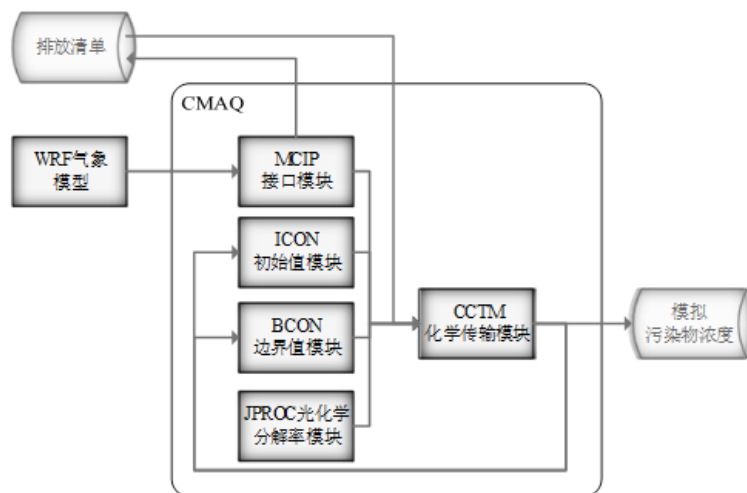 排放清单
CMAQ
WRF气象
模型
MCIP
接口模块
ICON
初始值模块
BCON
边界值模块
JPROC光化学
分解率模块
CCTM
化学传输模块
模拟
污染物浓度